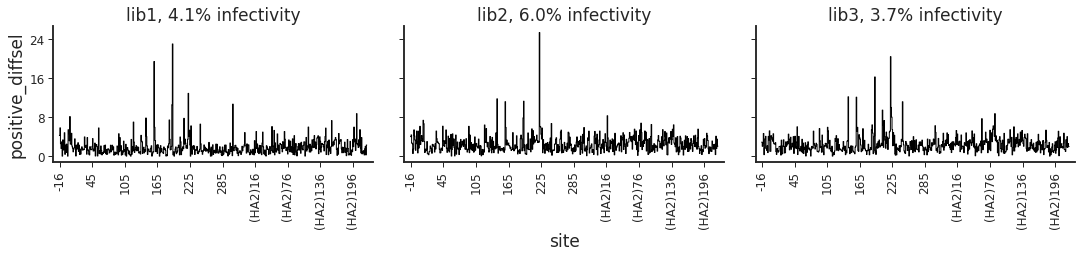 lib1, 4.1% infectivity
lib2, 6.0% infectivity
lib3, 3.7% infectivity
positive_diffsel
24
16
8
0
-16
45
105
165
225
285
(HA2)16
(HA2)76
(HA2)136
(HA2)196
-16
45
105
165
225
285
(HA2)16
(HA2)76
(HA2)136
(HA2)196
-16
45
105
165
225
285
(HA2)16
(HA2)76
(HA2)136
(HA2)196
site